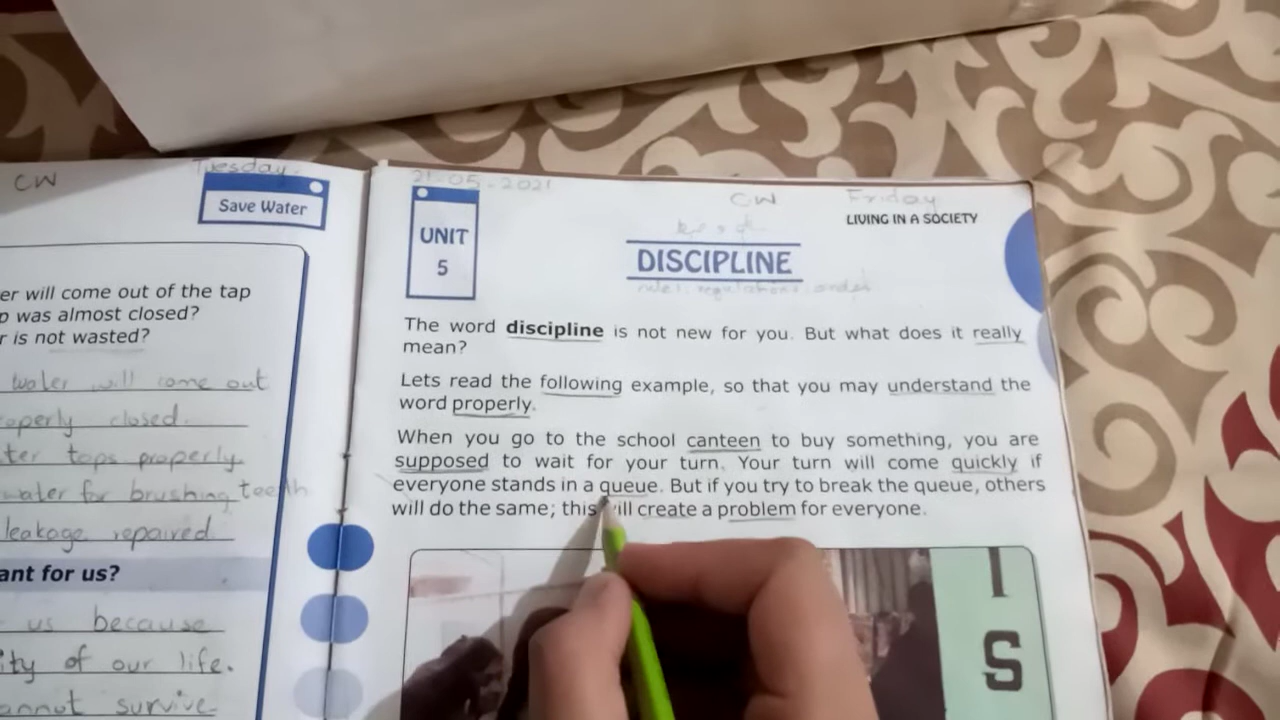 CW
Tuesday.
Save Water
er will come out of the tap
p was almost closed?
r is not wasted?
water will come out
operly closed.
ter taps properly
water for brushing teeth
leakage repaired.
ant for us?
us because
ity of our life.
annot survive
21-05-2021
CW
Friday
UNIT
5
LIVING IN A SOCIETY
DISCIPLINE
rules, regulations, order
The word discipline is not new for you. But what does it really
mean?
Lets read the following example, so that you may understand the
word properly.
When you go to the school canteen to buy something, you are
supposed to wait for your turn. Your turn will come quickly if
everyone stands in a queue. But if you try to break the queue, others
will do the same; this ill create a problem for everyone.
I
S